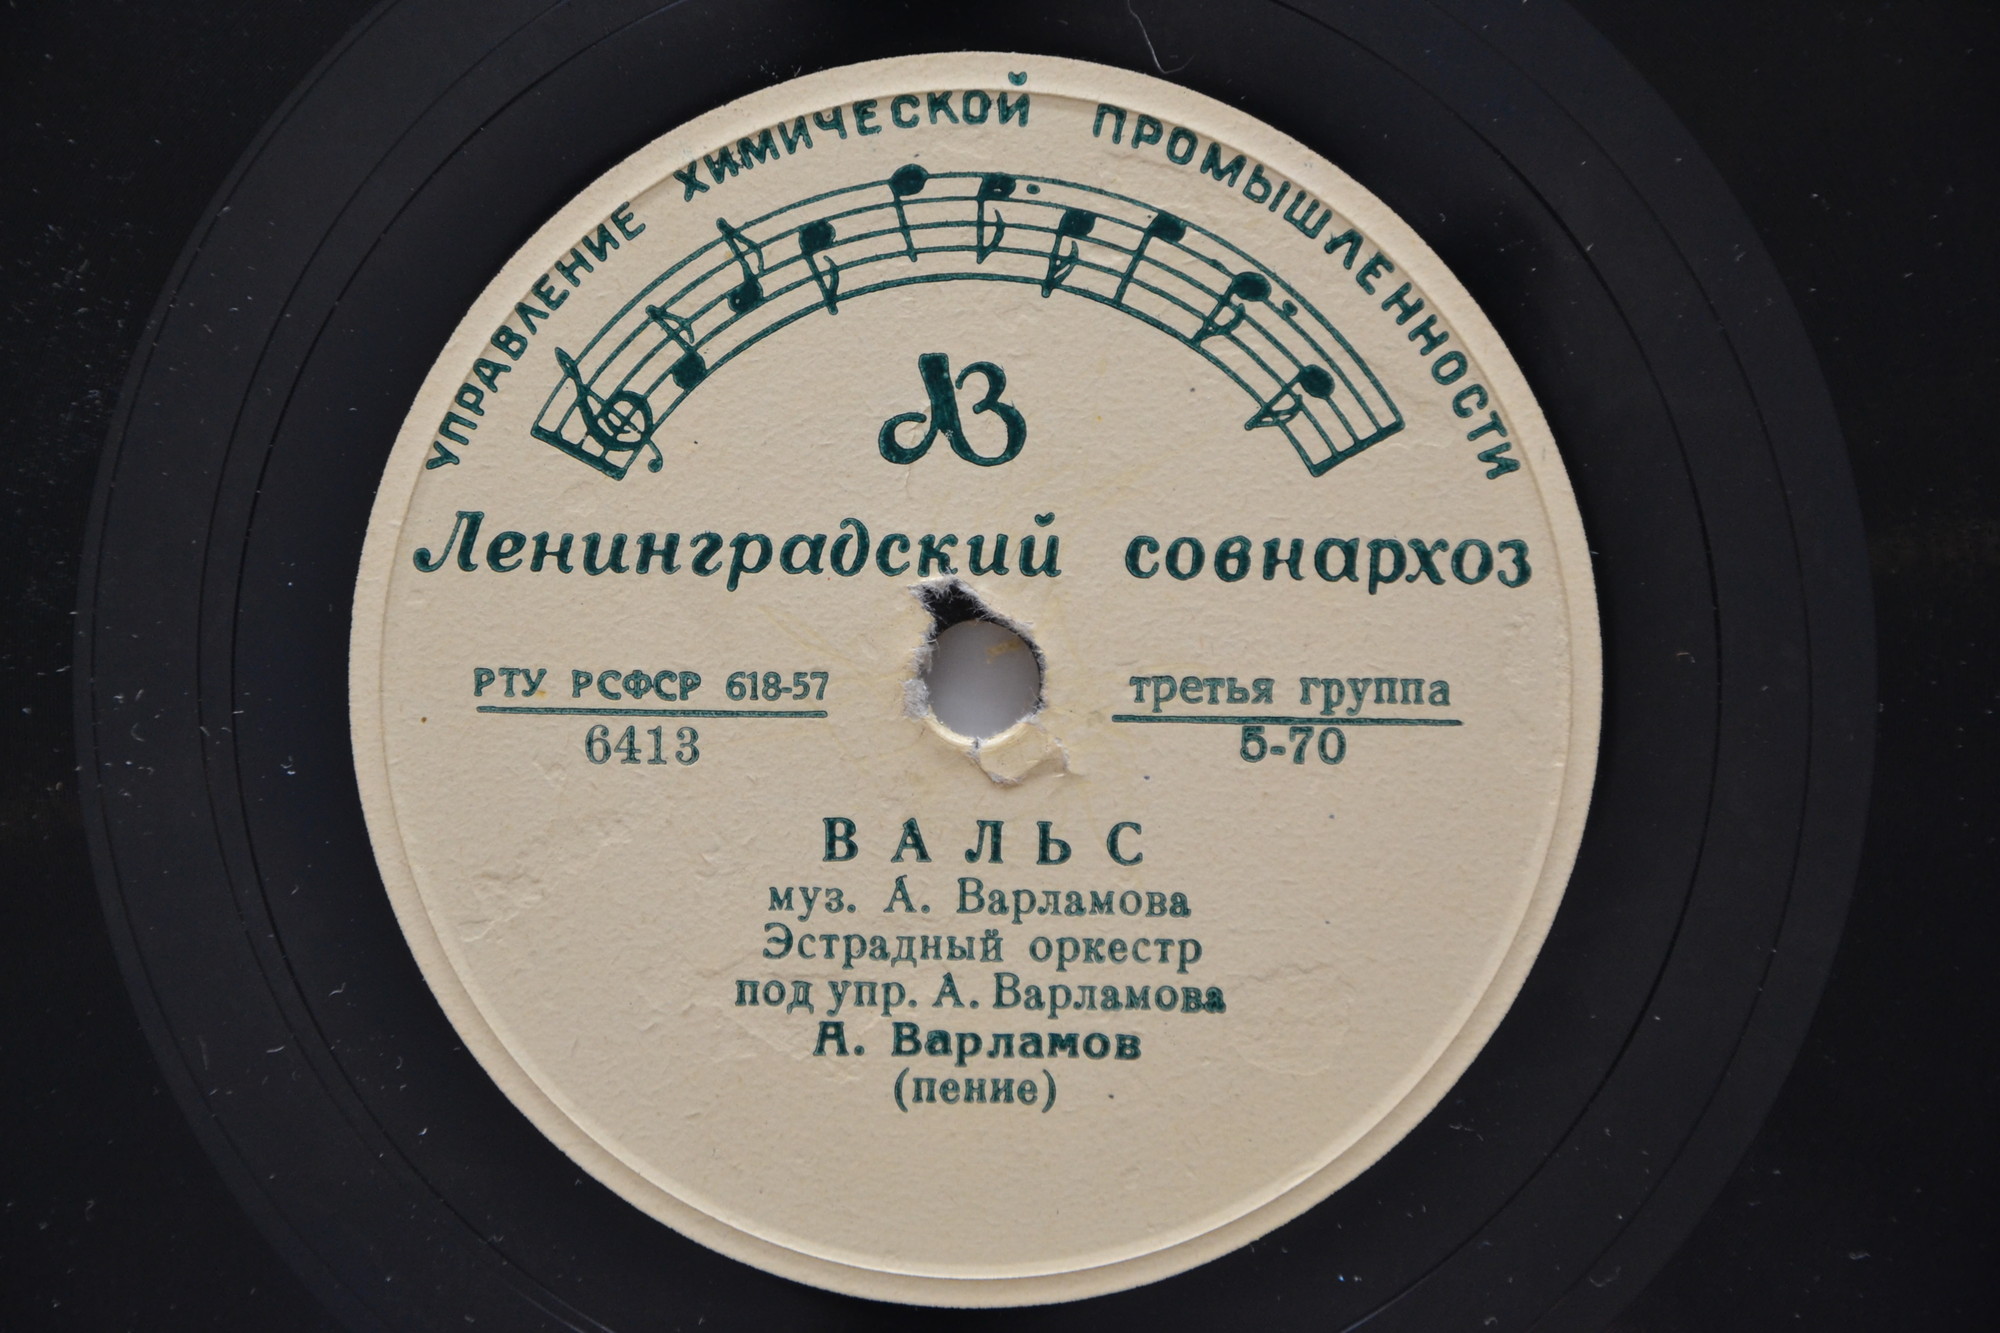 УПРАВЛЕНИЕ ХИМИЧЕСКОЙ ПРОМЫШЛЕННОСТИ
ЛЗ
Ленинградский совнархоз
РТУ РСФСР 618-57
6413
третья группа
5-70
ВАЛЬС
муз. А. Варламова
Эстрадный оркестр
под упр. А. Варламова
А. Варламов
(пение)